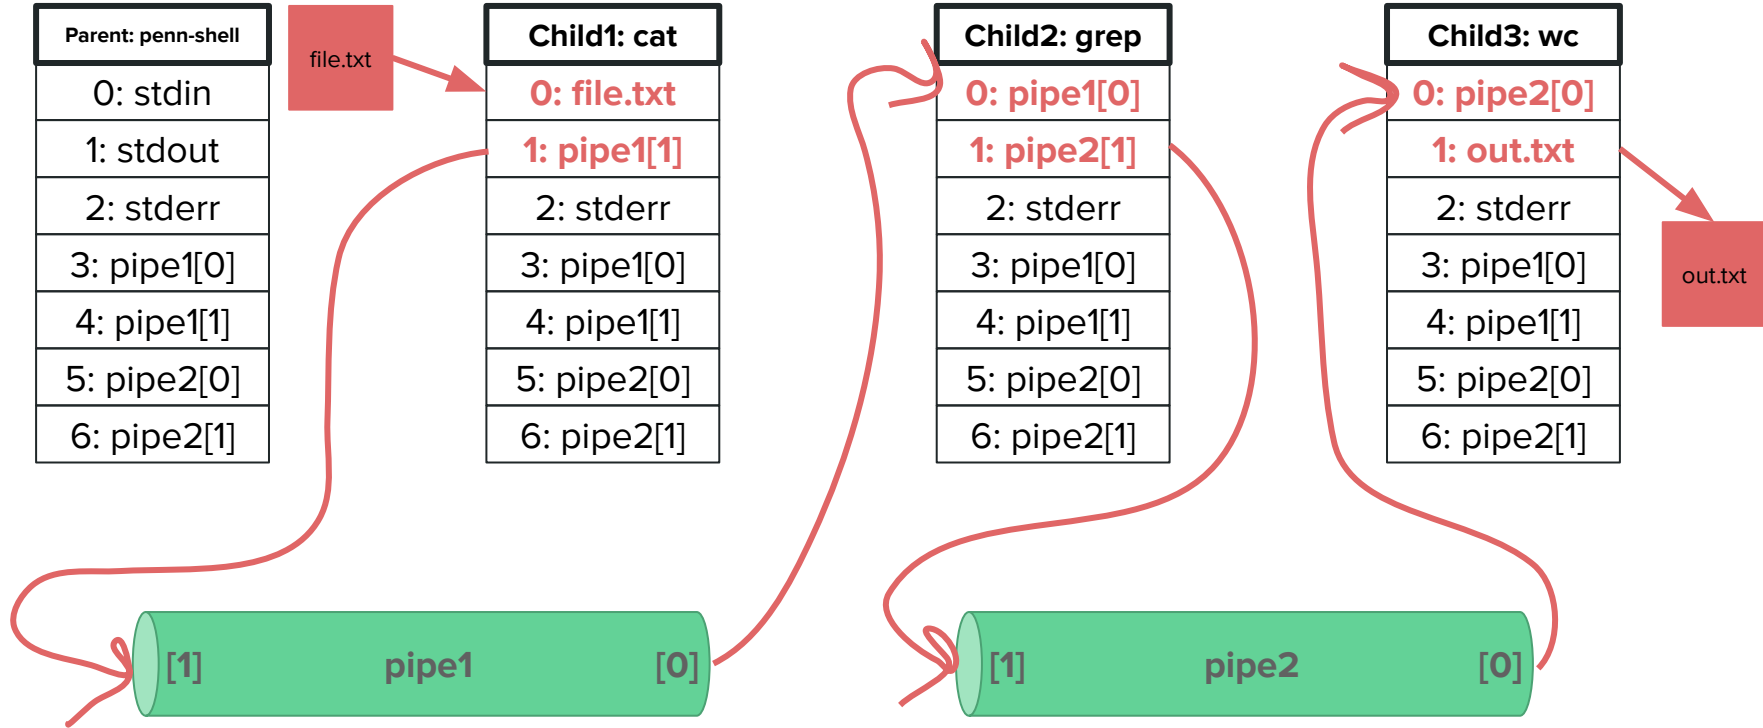 Parent: penn-shell
0: stdin
1: stdout
2: stderr
3: pipe1[0]
4: pipe1[1]
5: pipe2[0]
6: pipe2[1]
file.txt
Child1: cat
0: file.txt
1: pipe1[1]
2: stderr
3: pipe1[0]
4: pipe1[1]
5: pipe2[0]
6: pipe2[1]
Child2: grep
0: pipe1[0]
1: pipe2[1]
2: stderr
3: pipe1[0]
4: pipe1[1]
5: pipe2[0]
6: pipe2[1]
Child3: wc
0: pipe2[0]
1: out.txt
2: stderr
3: pipe1[0]
4: pipe1[1]
5: pipe2[0]
6: pipe2[1]
out.txt
[1] pipe1 [0]
[1] pipe2 [0]